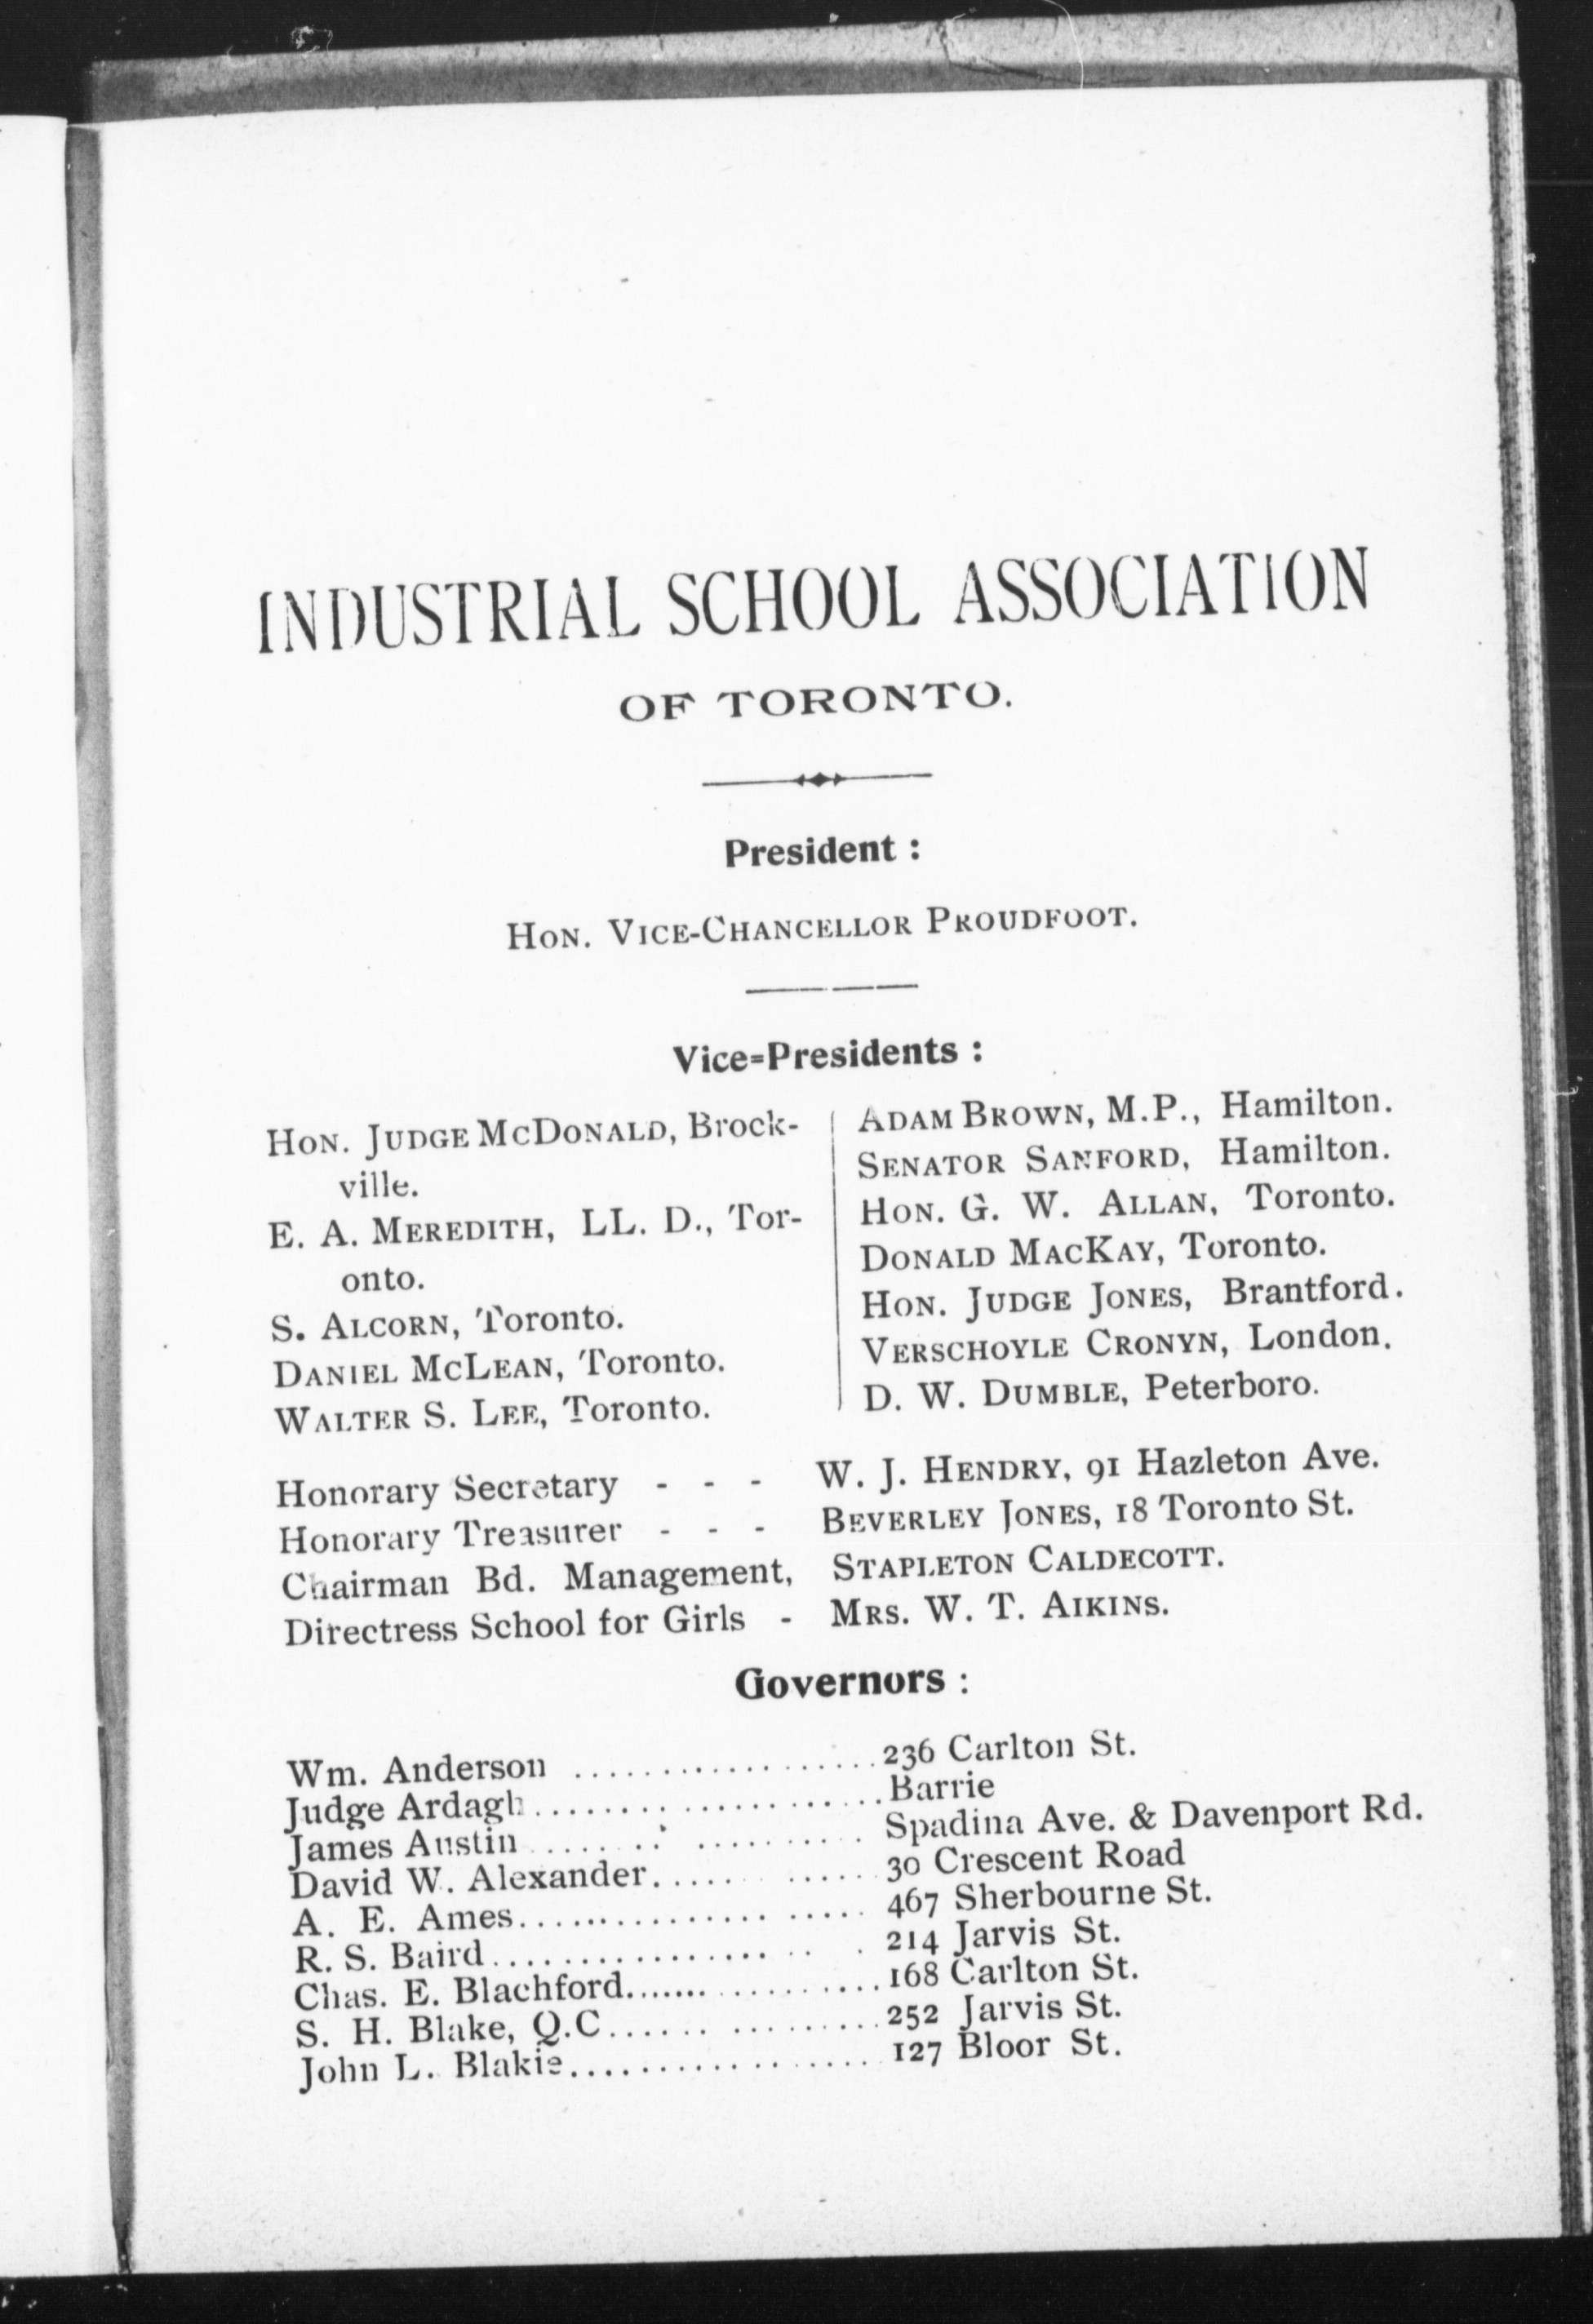 INDUSTRIAL SCHOOL ASSOCIATION
OF TORONTO.
President :
HON. VICE-CHANCELLOR PROUDFOOT.
Vice=Presidents :
HON. JUDGE MCDONALD, Brock-
ville.
E. A. MEREDITH, LL. D., Tor-
onto.
S. ALCORN, Toronto.
DANIEL MCLEAN, Toronto.
WALTER S. LEE, Toronto.
ADAM BROWN, M.P., Hamilton.
SENATOR SANFORD, Hamilton.
HON. G. W. ALLAN, Toronto.
DONALD MACKAY, Toronto.
HON. JUDGE JONES, Brantford.
VERSCHOYLE CRONYN, London.
D. W. DUMBLE, Peterboro.
Honorary Secretary - - - W. J. HENDRY, 91 Hazleton Ave.
Honorary Treasurer - - - BEVERLEY JONES, 18 Toronto St.
Chairman Bd. Management, STAPLETON CALDECOTT.
Directress School for Girls - MRS. W. T. AIKINS.
Governors :
Wm. Anderson ..................236 Carlton St.
Judge Ardagh.....................Barrie
James Austin.................. Spadina Ave. & Davenport Rd.
David W. Alexander............30 Crescent Road
A. E. Ames..................... 467 Sherbourne St.
R. S. Baird................... 214 Jarvis St.
Chas. E. Blachford..................168 Carlton St.
S. H. Blake, Q.C................252 Jarvis St.
John L. Blakie..................127 Bloor St.